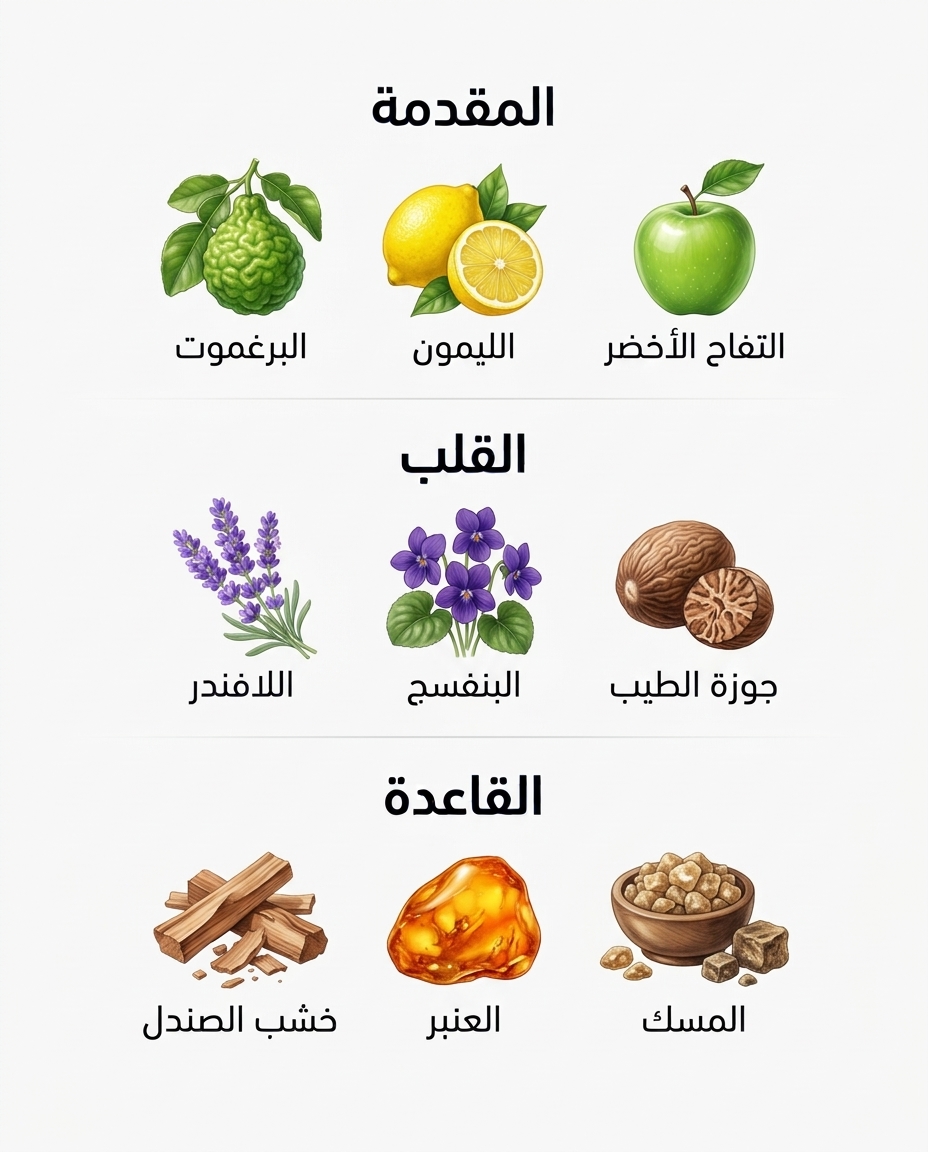 المقدمة
التفاح الأخضر
الليمون
البرغموت
القلب
جوزة الطيب
البنفسج
اللافندر
القاعدة
المسك
العنبر
خشب الصندل